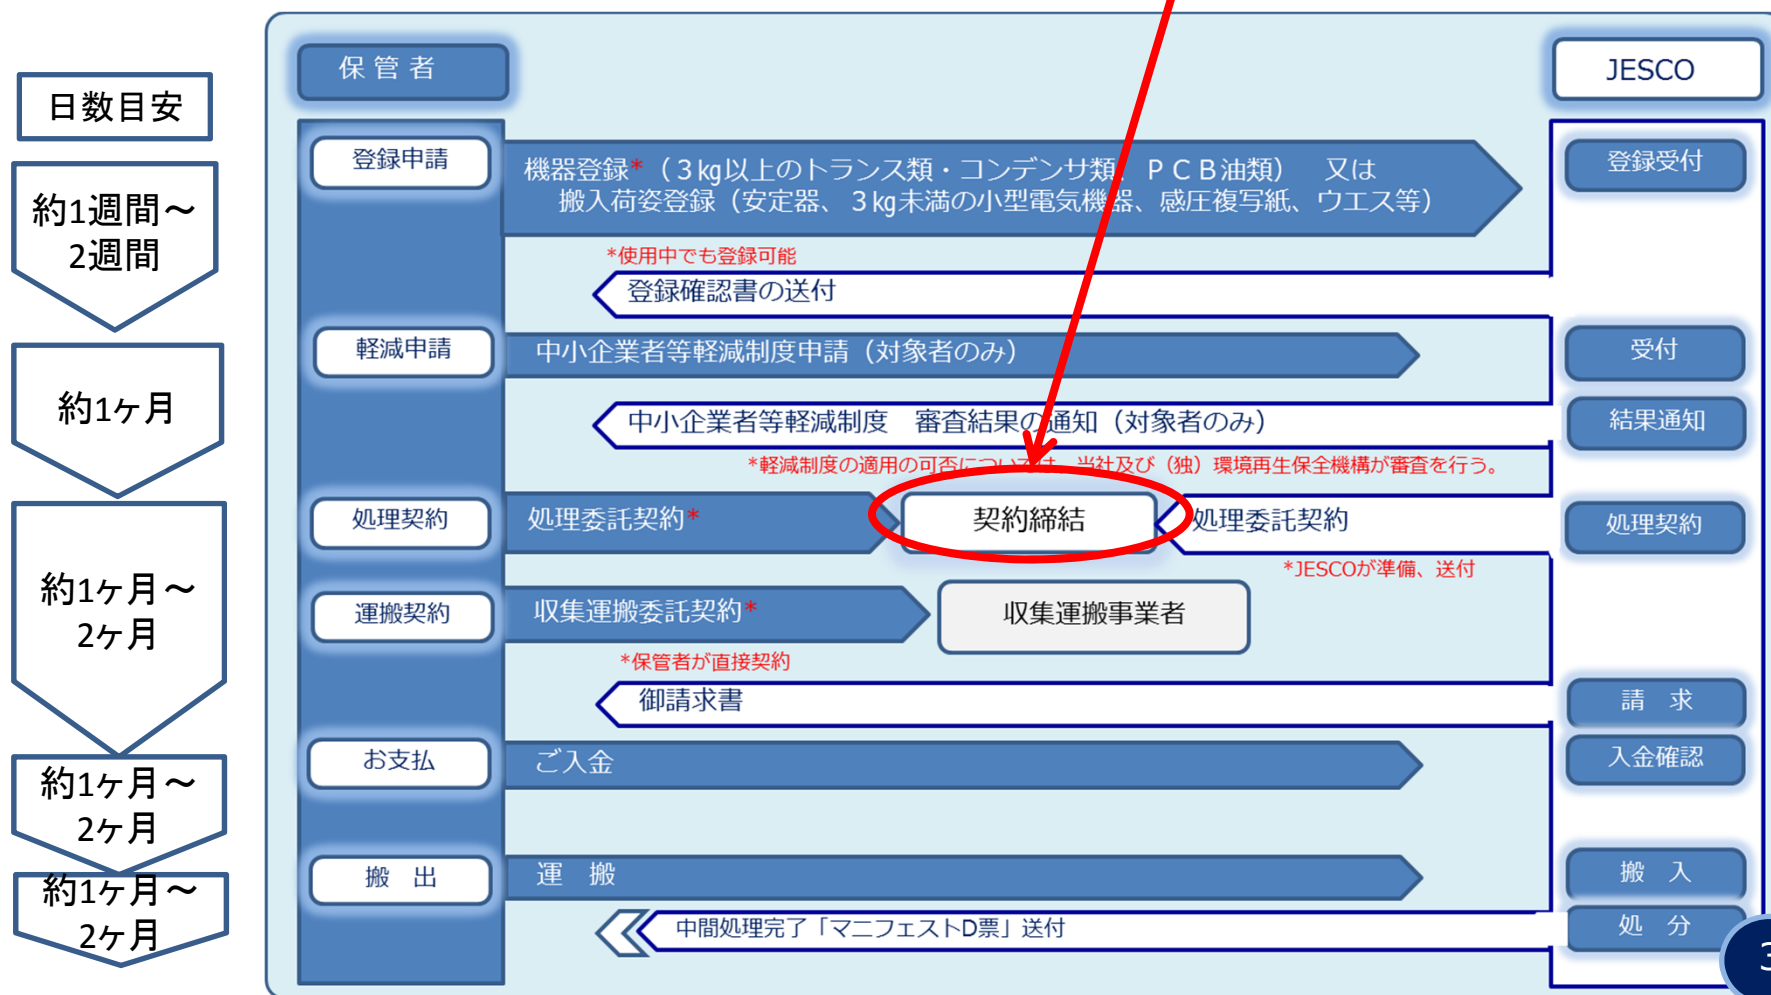 保管者
JESCO
日数目安
登録申請
機器登録*（３kg以上のトランス類・コンデンサ類、ＰＣＢ油類）　又は
搬入荷姿登録（安定器、３kg未満の小型電気機器、感圧複写紙、ウエス等）
登録受付
約1週間～
2週間
*使用中でも登録可能
登録確認書の送付
軽減申請
中小企業者等軽減制度申請（対象者のみ）
受付
約1ヶ月
中小企業者等軽減制度　審査結果の通知（対象者のみ）
結果通知
*軽減制度の適用の可否については、当社及び（独）環境再生保全機構が審査を行う。
処理契約
処理委託契約*
契約締結
処理委託契約
処理契約
*JESCOが準備、送付
約1ヶ月～
2ヶ月
運搬契約
収集運搬委託契約*
収集運搬事業者
*保管者が直接契約
御請求書
請　求
約1ヶ月～
2ヶ月
お支払
ご入金
入金確認
約1ヶ月～
2ヶ月
搬　出
運　搬
搬　入
中間処理完了「マニフェストD票」送付
処　分
3